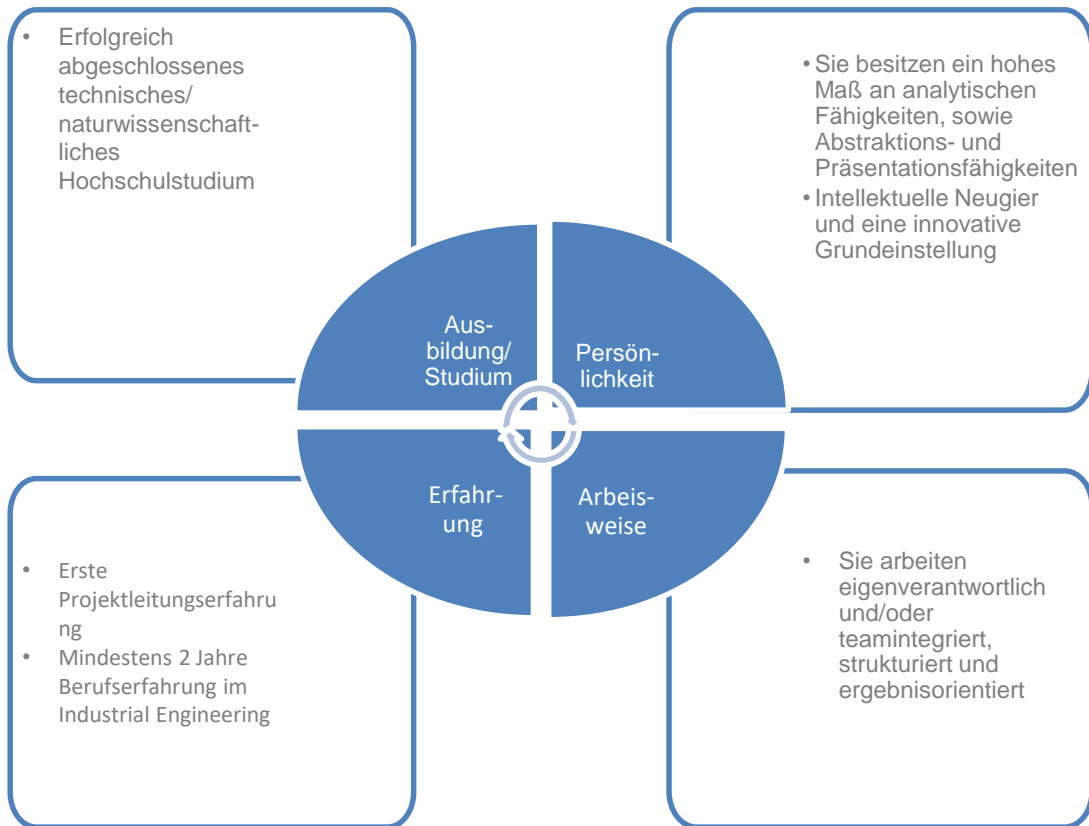 • Erfolgreich
abgeschlossenes
technisches/
naturwissenschaft-
liches
Hochschulstudium
• Sie besitzen ein hohes
Maß an analytischen
Fähigkeiten, sowie
Abstraktions- und
Präsentationsfähigkeiten
• Intellektuelle Neugier
und eine innovative
Grundeinstellung
Aus-
bildung/
Studium
Persön-
lichkeit
Erfahr-
ung
Arbeis-
weise
• Erste
Projektleitungserfahru
ng
• Mindestens 2 Jahre
Berufserfahrung im
Industrial Engineering
• Sie arbeiten
eigenverantwortlich
und/oder
teamintegriert,
strukturiert und
ergebnisorientiert